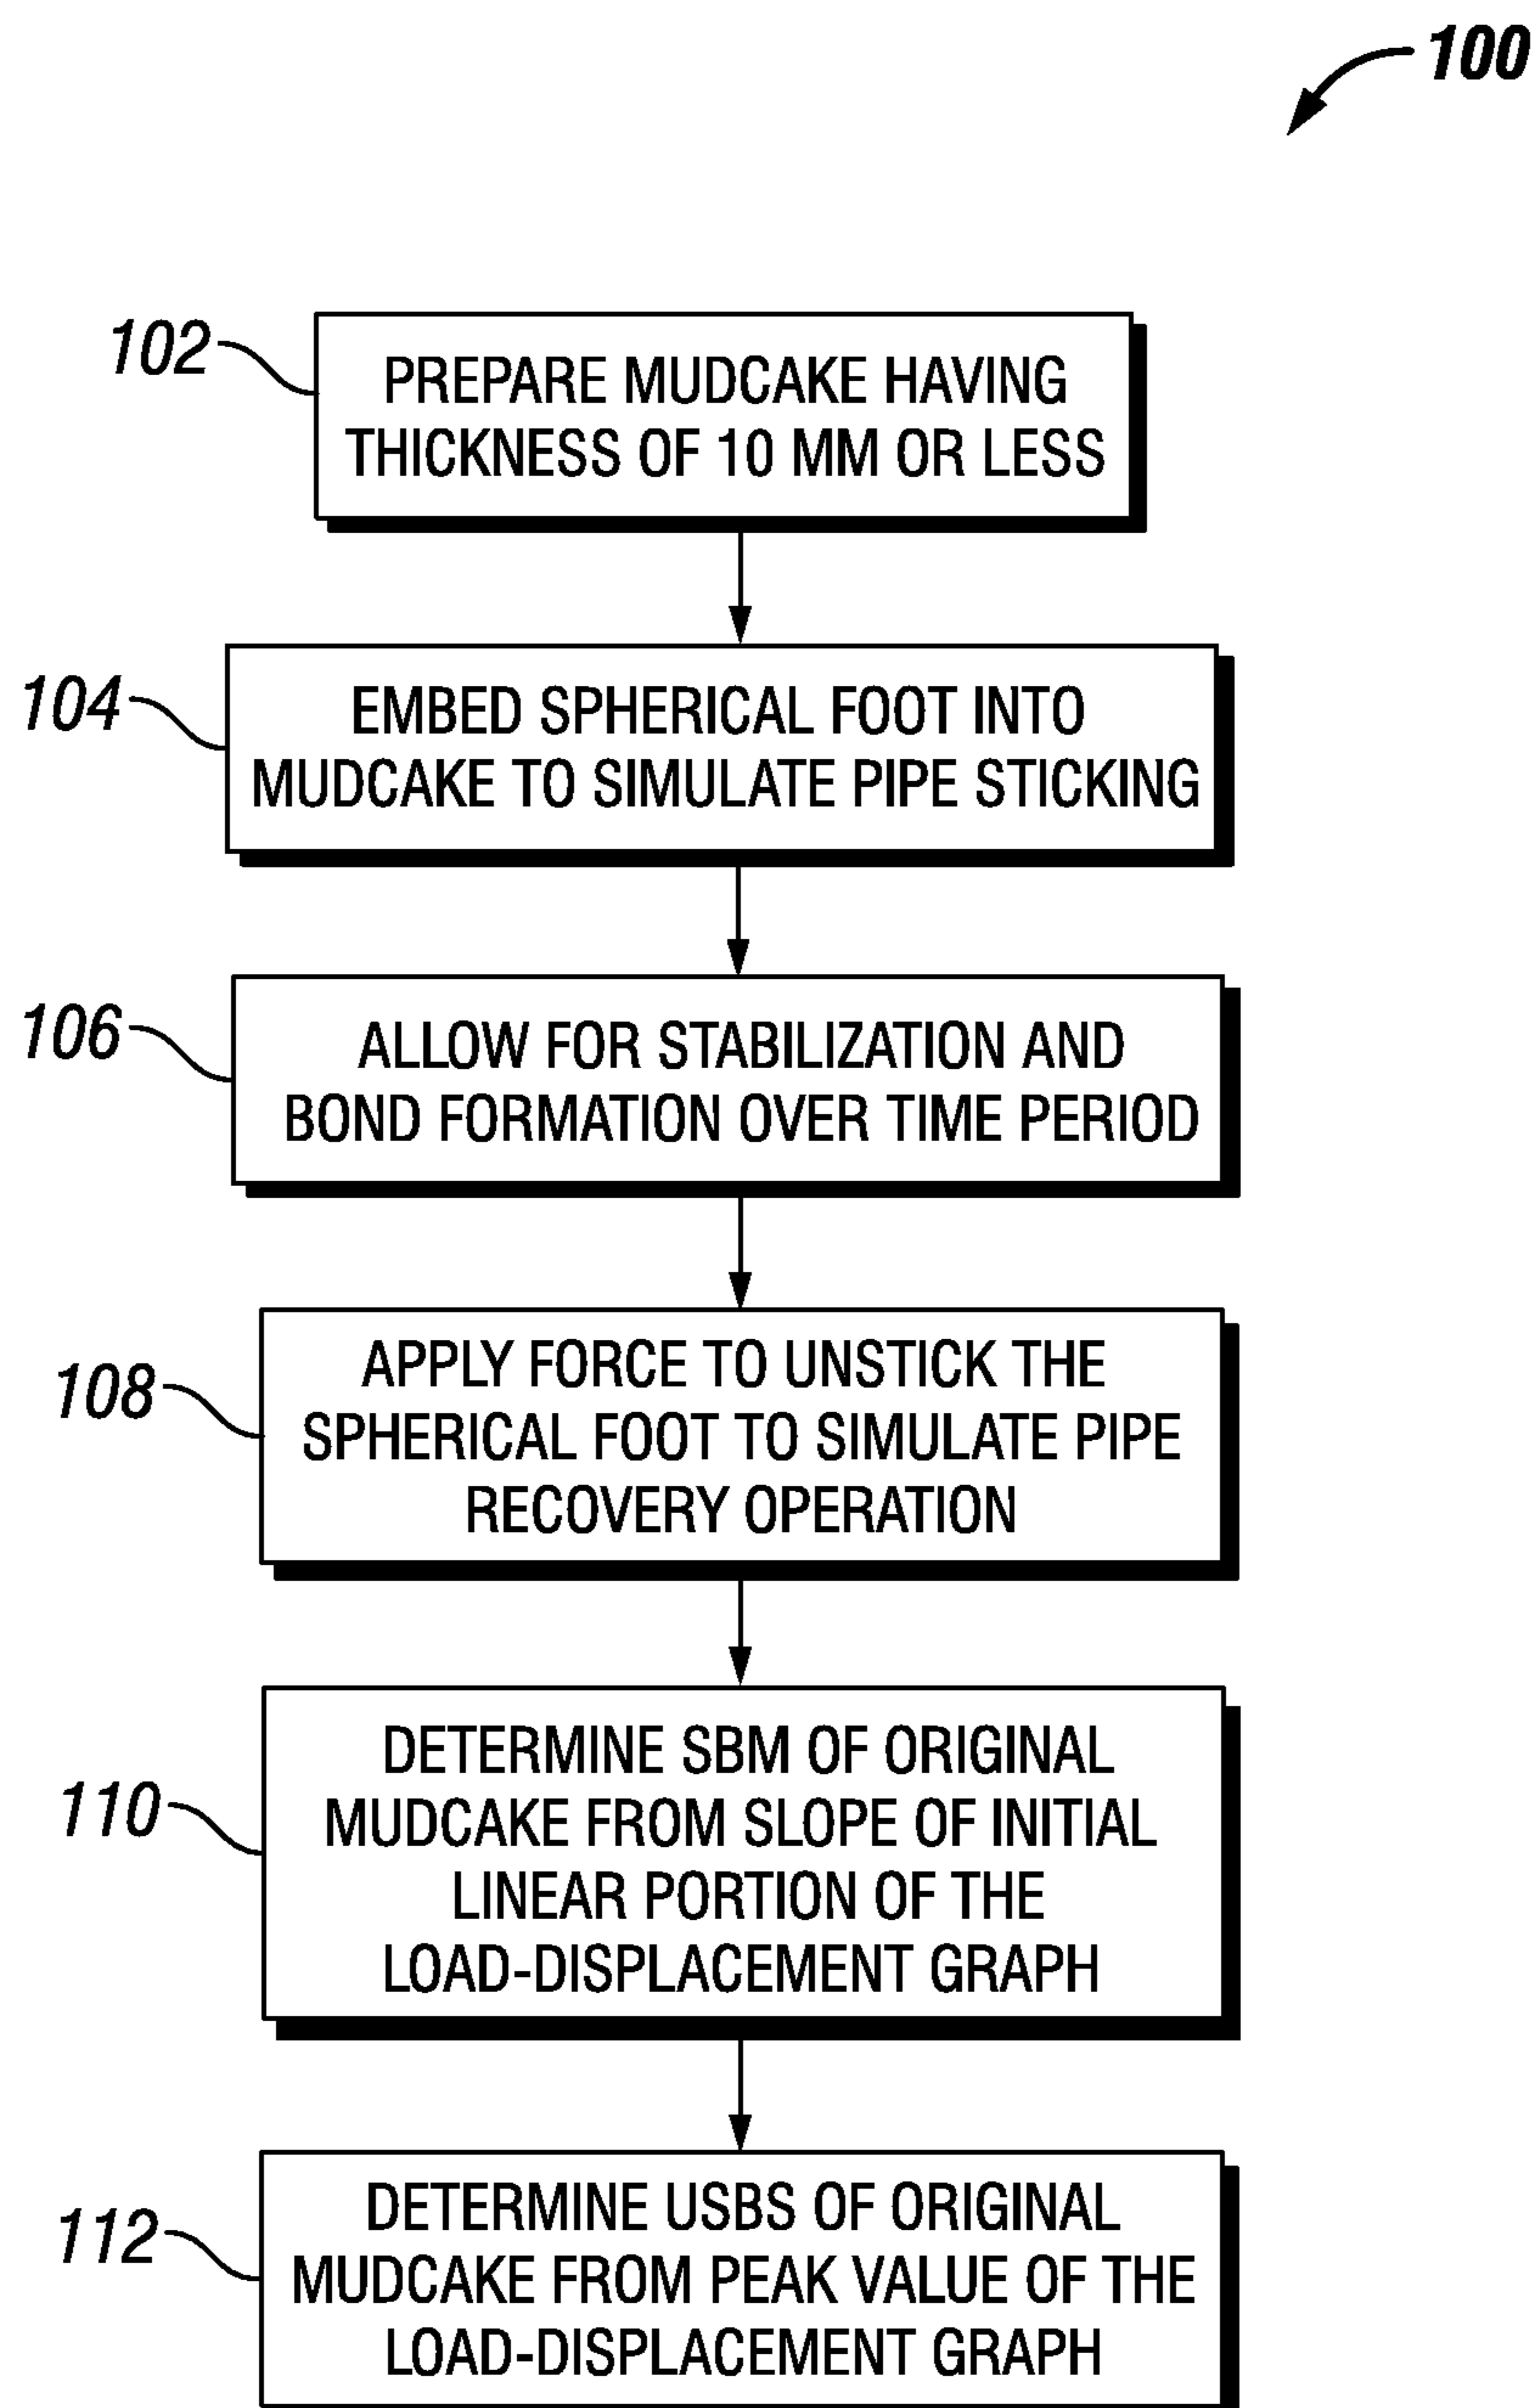 100
102
PREPARE MUDCAKE HAVING
THICKNESS OF 10 MM OR LESS
104
EMBED SPHERICAL FOOT INTO
MUDCAKE TO SIMULATE PIPE STICKING
106
ALLOW FOR STABILIZATION AND
BOND FORMATION OVER TIME PERIOD
108
APPLY FORCE TO UNSTICK THE
SPHERICAL FOOT TO SIMULATE PIPE
RECOVERY OPERATION
110
DETERMINE SBM OF ORIGINAL
MUDCAKE FROM SLOPE OF INITIAL
LINEAR PORTION OF THE
LOAD-DISPLACEMENT GRAPH
112
DETERMINE USBS OF ORIGINAL
MUDCAKE FROM PEAK VALUE OF THE
LOAD-DISPLACEMENT GRAPH